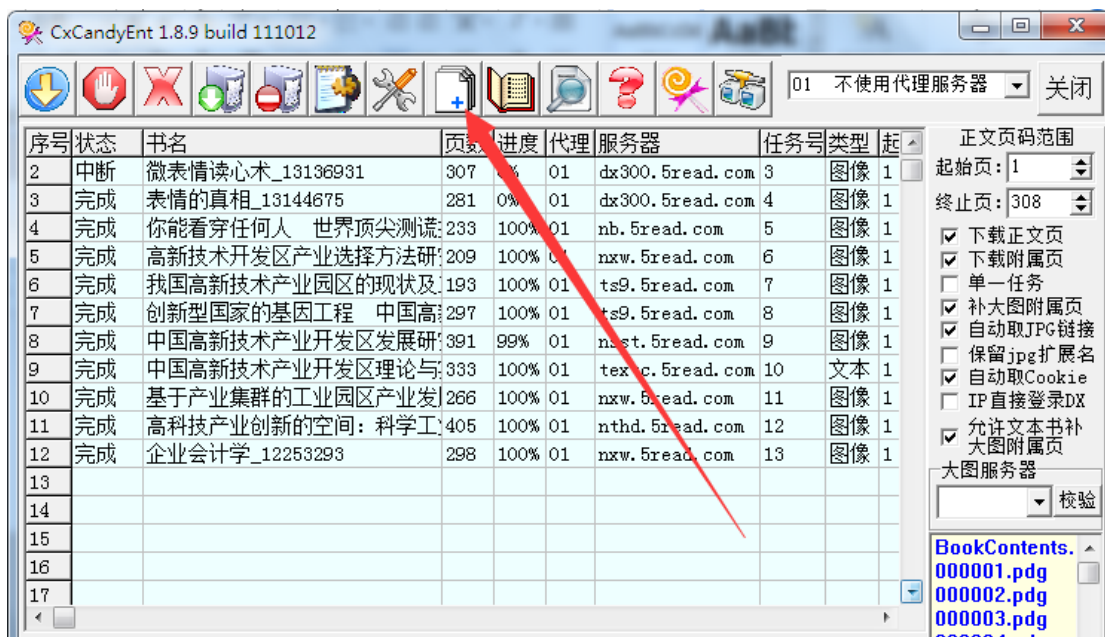 CxCandyEnt 1.8.9 build 111012
01 不使用代理服务器 关闭
序号 状态 书名 页数 进度 代理 服务器 任务号 类型 起
2 中断 微表情读心术_13136931 307 01 dx300.5read.com 3 图像 1
3 完成 表情的真相_13144675 281 0% 01 dx300.5read.com 4 图像 1
4 完成 你能看穿任何人 世界顶尖测谎 233 100% 01 nb.5read.com 5 图像 1
5 完成 高新技术开发区产业选择方法研 209 100% nxw.5read.com 6 图像 1
6 完成 我国高新技术产业园区的现状及 193 100% 01 ts9.5read.com 7 图像 1
7 完成 创新型国家的基因工程 中国高 297 100% 01 ts9.5read.com 8 图像 1
8 完成 中国高新技术产业开发区发展研 391 99% 01 .5read.com 9 图像 1
9 完成 中国高新技术产业开发区理论与 333 100% 01 .5read.com 10 文本 1
10 完成 基于产业集群的工业园区产业发 266 100% 01 nxw.5read.com 11 图像 1
11 完成 高科技产业创新的空间：科学工 405 100% 01 nthd.5read.com 12 图像 1
12 完成 企业会计学_12253293 298 100% 01 nxw.5read.com 13 图像 1
13
14
15
16
17
正文页码范围
起始页: 1
终止页: 308
下载正文页
下载附属页
单一任务
补大图附属页
自动取JPG链接
保留jpg扩展名
自动取Cookie
IP直接登录DX
允许文本书补
大图附属页
大图服务器
校验
BookContents.
000001.pdg
000002.pdg
000003.pdg